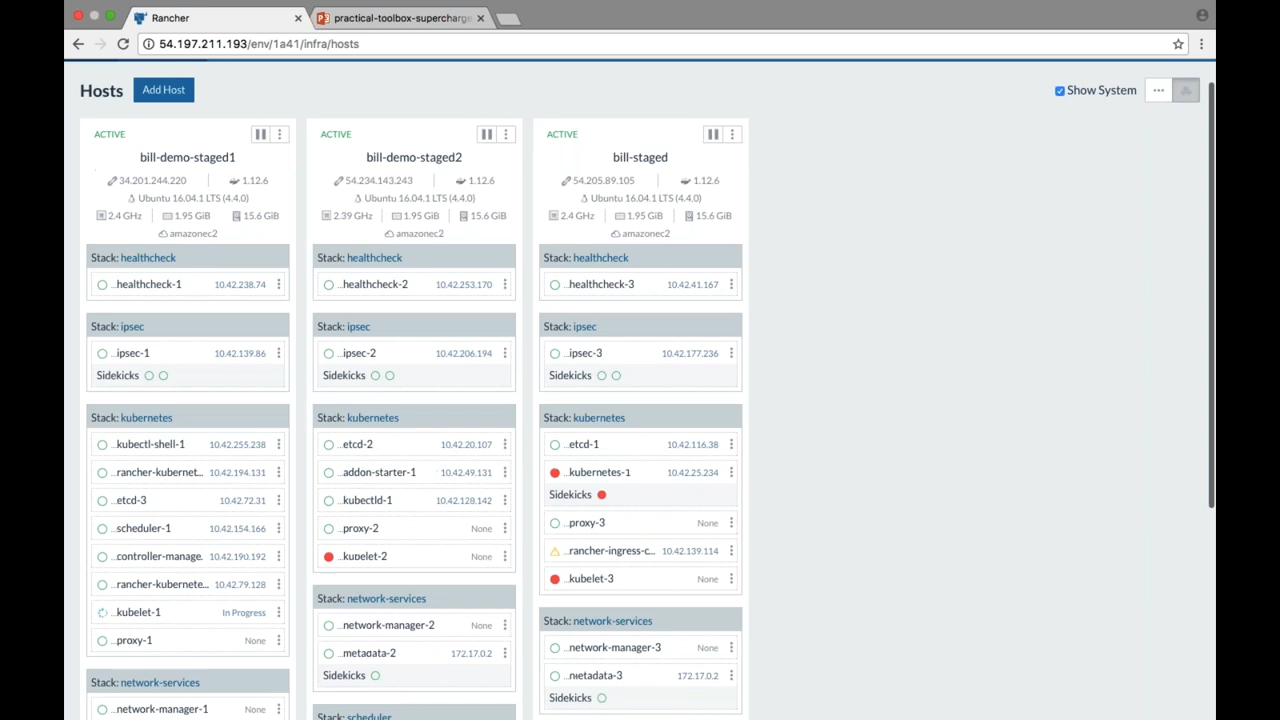 Rancher
practical-toolbox-supercharge
54.197.211.193/env/1a41/infra/hosts
Hosts
Add Host
Show System
ACTIVE
bill-demo-staged1
34.201.244.220
1.12.6
Ubuntu 16.04.1 LTS (4.4.0)
2.4 GHz
1.95 GiB
15.6 GiB
amazonec2
Stack: healthcheck
...healthcheck-1
10.42.238.74
Stack: ipsec
...ipsec-1
10.42.139.86
Sidekicks
Stack: kubernetes
...kubectl-shell-1
10.42.255.238
...rancher-kubernet...
10.42.194.131
...etcd-3
10.42.72.31
...scheduler-1
10.42.154.166
...controller-manage.
10.42.190.192
...rancher-kubernete...
10.42.79.128
...kubelet-1
In Progress
...proxy-1
None
Stack: network-services
...network-manager-1
None
ACTIVE
bill-demo-staged2
54.234.143.243
1.12.6
Ubuntu 16.04.1 LTS (4.4.0)
2.39 GHz
1.95 GiB
15.6 GiB
amazonec2
Stack: healthcheck
...healthcheck-2
10.42.253.170
Stack: ipsec
...ipsec-2
10.42.206.194
Sidekicks
Stack: kubernetes
...etcd-2
10.42.20.107
...addon-starter-1
10.42.49.131
...kubectld-1
10.42.128.142
...proxy-2
None
...kubelet-2
None
Stack: network-services
...network-manager-2
None
...metadata-2
172.17.0.2
Sidekicks
Stack: scheduler
ACTIVE
bill-staged
54.205.89.105
1.12.6
Ubuntu 16.04.1 LTS (4.4.0)
2.4 GHz
1.95 GiB
15.6 GiB
amazonec2
Stack: healthcheck
...healthcheck-3
10.42.41.167
Stack: ipsec
...ipsec-3
10.42.177.236
Sidekicks
Stack: kubernetes
...etcd-1
10.42.116.38
...kubernetes-1
10.42.25.234
Sidekicks
...proxy-3
None
...rancher-ingress-c...
10.42.139.114
...kubelet-3
None
Stack: network-services
...network-manager-3
None
...metadata-3
172.17.0.2
Sidekicks